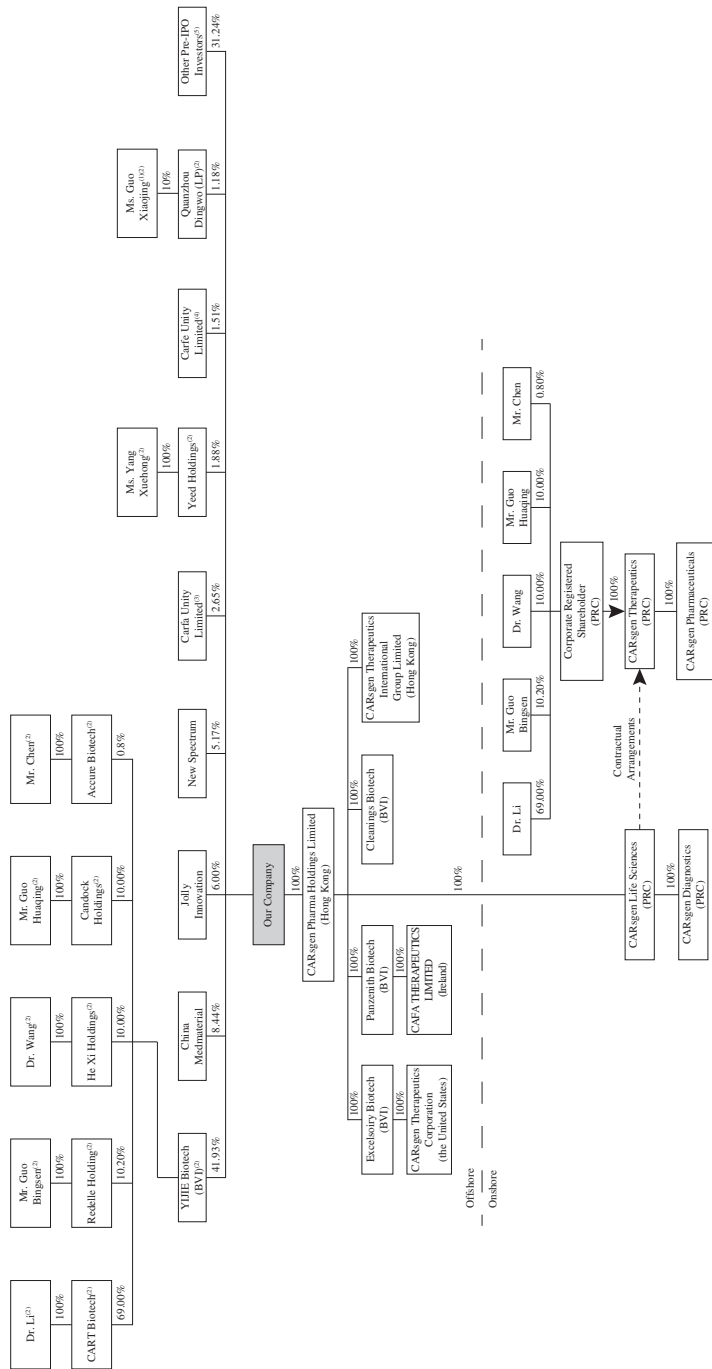 Dr. Li(2)
Mr. Guo
Bingsen(2)
Dr. Wang(2)
Mr. Guo
Huaqing(2)
Mr. Chen(2)
100%
100%
100%
100%
100%
CART Biotech(2)
Redelle Holding(2)
He Xi Holdings(2)
Candock
Holdings(2)
Accure Biotech(2)
69.00%
10.20%
10.00%
10.00%
0.8%
Ms. Yang
Xuehong(2)
Ms. Guo
Xiaojing(1)(2)
100%
10%
YIJIE Biotech
(BVI)(2)
China
Medmaterial
Jolly
Innovation
New Spectrum
Carfa Unity
Limited(3)
Yeed Holdings(2)
Carfe Unity
Limited(4)
Quanzhou
Dingwo (LP)(2)
Other Pre-IPO
Investors(5)
41.93%
8.44%
6.00%
5.17%
2.65%
1.88%
1.51%
1.18%
31.24%
Our Company
100%
CARsgen Pharma Holdings Limited
(Hong Kong)
100%
100%
100%
100%
Excelsoiry Biotech
(BVI)
Panzenith Biotech
(BVI)
Cleanings Biotech
(BVI)
CARsgen Therapeutics
International
Group Limited
(Hong Kong)
100%
100%
CARsgen Therapeutics
Corporation
(the United States)
CAFA THERAPEUTICS
LIMITED
(Ireland)
100%
Offshore
Onshore
Dr. Li
Mr. Guo
Bingsen
Dr. Wang
Mr. Guo
Huaqing
Mr. Chen
69.00%
10.20%
10.00%
10.00%
0.80%
Corporate Registered
Shareholder
(PRC)
100%
Contractual
Arrangements
CARsgen Life Sciences
(PRC)
CARsgen Therapeutics
(PRC)
100%
100%
CARsgen Diagnostics
(PRC)
CARsgen Pharmaceuticals
(PRC)